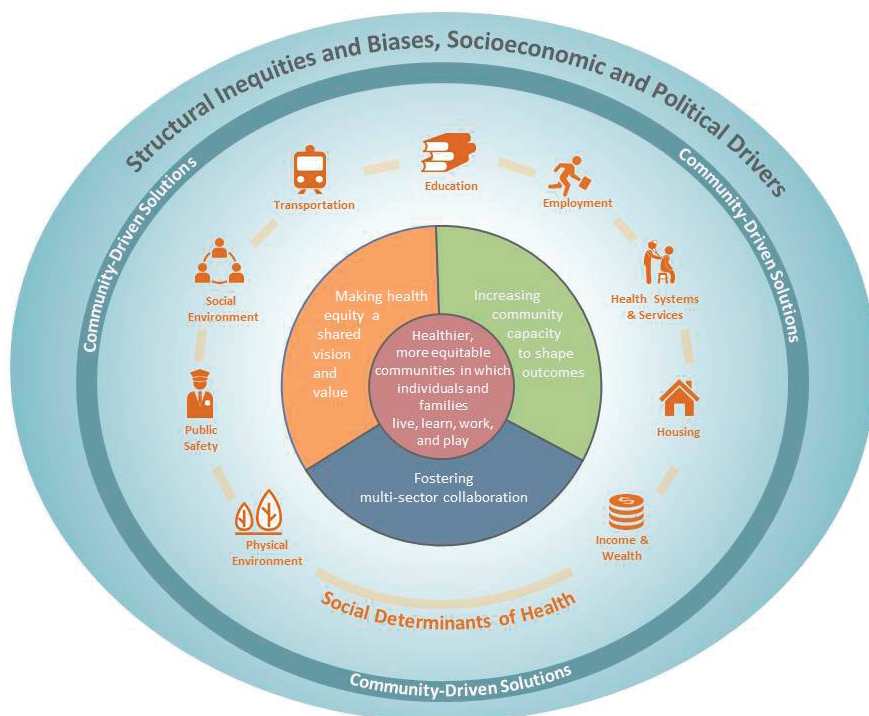 Structural Inequities and Biases, Socioeconomic and Political Drivers
Community-Driven Solutions
Community-Driven Solutions
Education
Transportation
Employment
Social
Environment
Health Systems
& Services
Public
Safety
Housing
Physical
Environment
Income &
Wealth
Making health
equity a
shared
vision
and
value
Increasing
community
capacity
to shape
outcomes
Healthier,
more equitable
communities in which
individuals and
families
live, learn, work,
and play
Fostering
multi-sector collaboration
Social Determinants of Health
Community-Driven Solutions